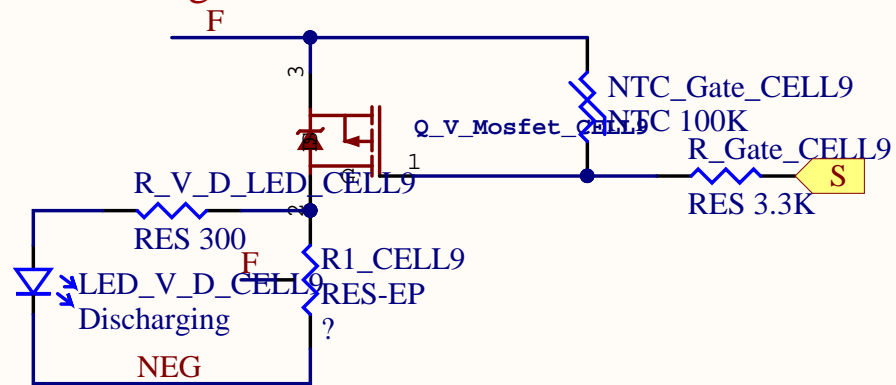 F
3
NTC_Gate_CELL9
NTC 100K
Q_V_Mosfet_CELL9
1
G
R_Gate_CELL9
S
RES 3.3K
R_V_D_LED_CELL9
2
RES 300
F
R1_CELL9
RES-EP
?
LED_V_D_CELL9
Discharging
NEG